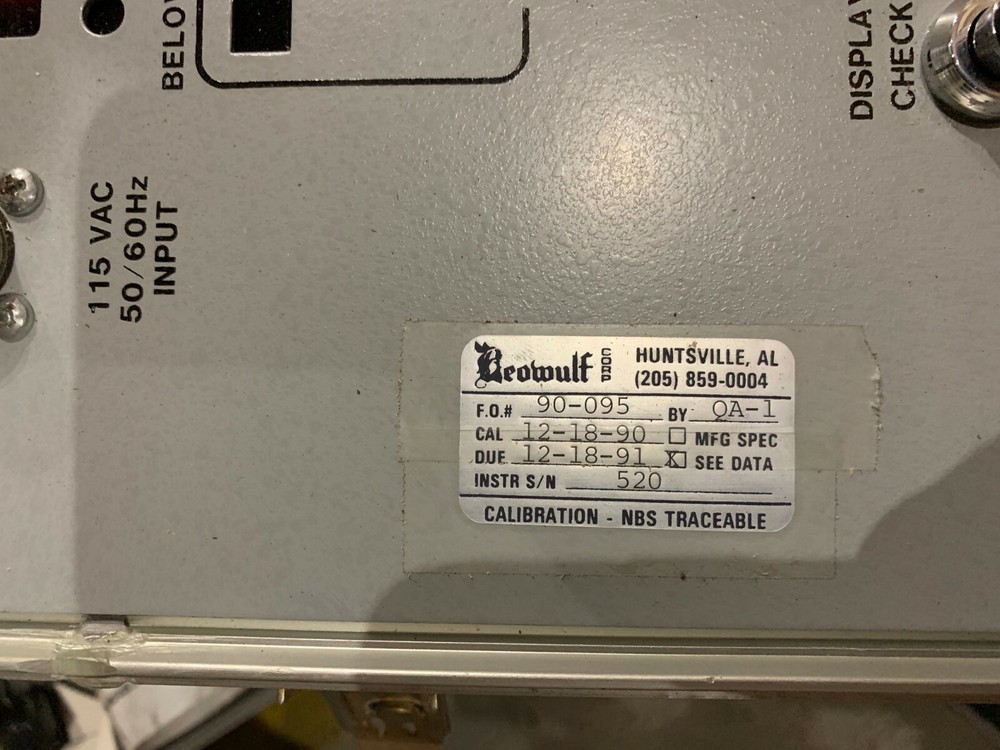 BELOW
DISPLAY
CHECK
115 VAC
50/60Hz
INPUT
Beowulf CORP HUNTSVILLE, AL
(205) 859-0004
F.O.# 90-095 BY QA-1
CAL 12-18-90 MFG SPEC
DUE 12-18-91 X SEE DATA
INSTR S/N 520
CALIBRATION - NBS TRACEABLE